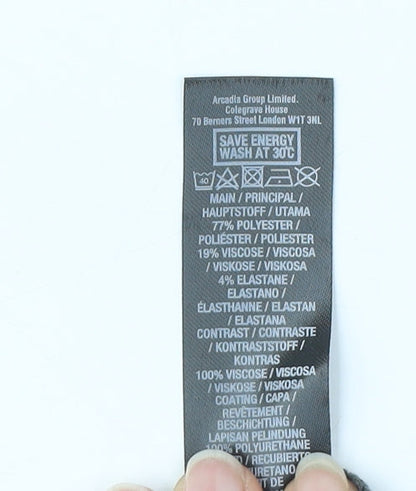 Arcadia Group Limited.
Colegrave House
70 Berners Street London W1T 3NL
SAVE ENERGY
WASH AT 30°C
40
MAIN / PRINCIPAL /
HAUPTSTOFF / UTAMA
77% POLYESTER /
POLIÉSTER / POLIESTER
19% VISCOSE / VISCOSA
/ VISKOSE / VISKOSA
4% ELASTANE /
ELASTANO /
ÉLASTHANNE / ELASTAN
/ ELASTANA
CONTRAST / CONTRASTE
/ KONTRASTSTOFF /
KONTRAS
100% VISCOSE / VISCOSA
/ VISKOSE / VISKOSA
COATING / CAPA /
REVÊTEMENT /
BESCHICHTUNG /
LAPISAN PELINDUNG
100% POLYURETHANE
/ RECUBIERTO
DE